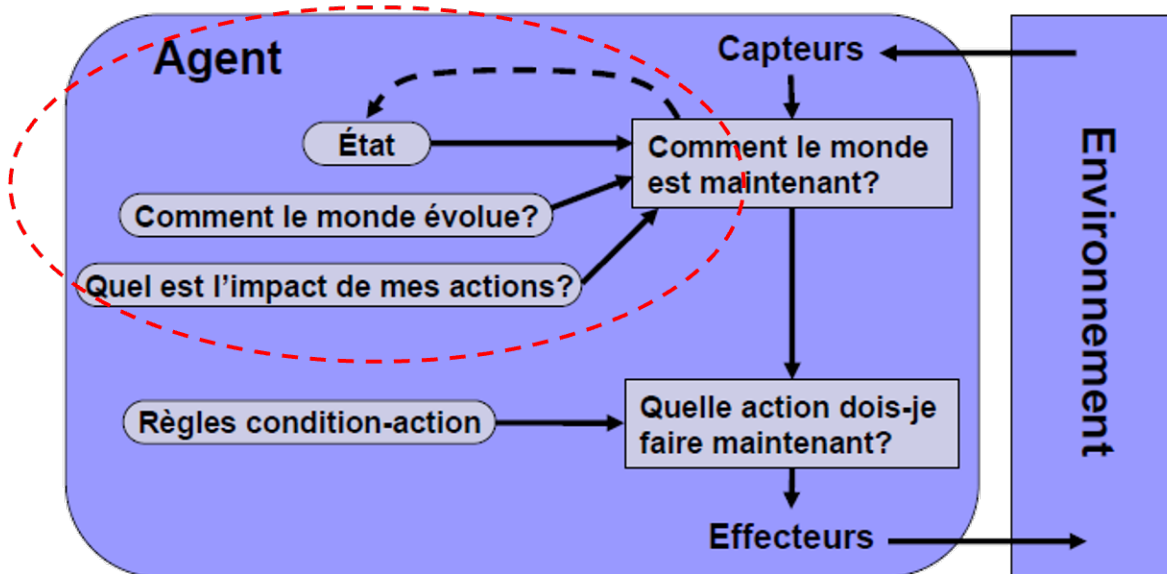 Agent
Capteurs
État
Comment le monde
est maintenant?
Comment le monde évolue?
Quel est l'impact de mes actions?
Règles condition-action
Quelle action dois-je
faire maintenant?
Effecteurs
Environnement